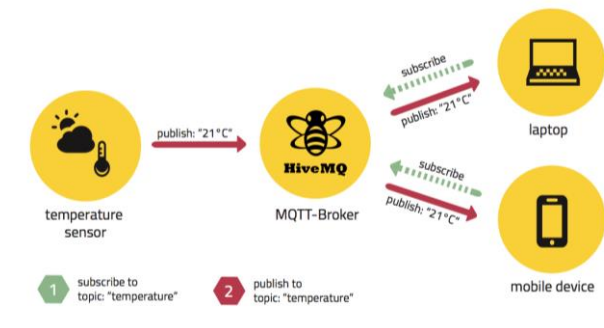 subscribe
publish: "21°C"
laptop
publish: "21°C"
HiveMQ
MQTT-Broker
temperature
sensor
subscribe
publish: "21°C"
mobile device
1
subscribe to
topic: "temperature"
2
publish to
topic: "temperature"